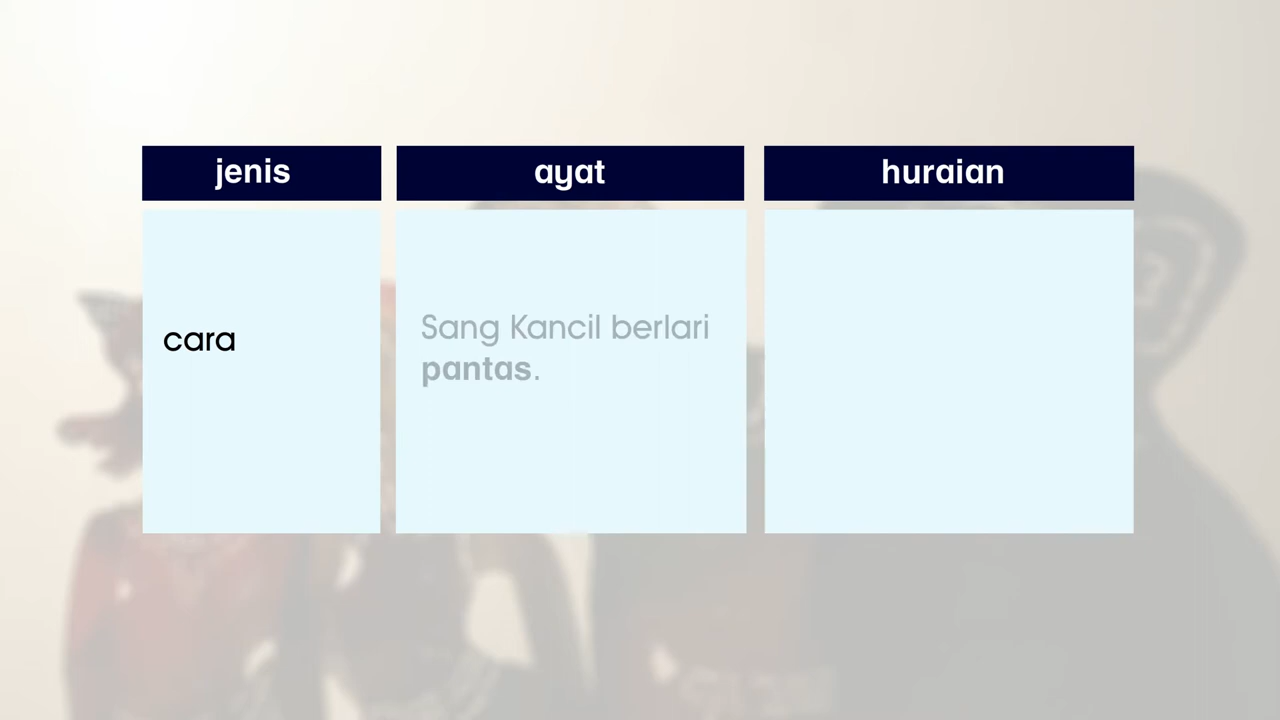 jenis
ayat
huraian
cara
Sang Kancil berlari
pantas.